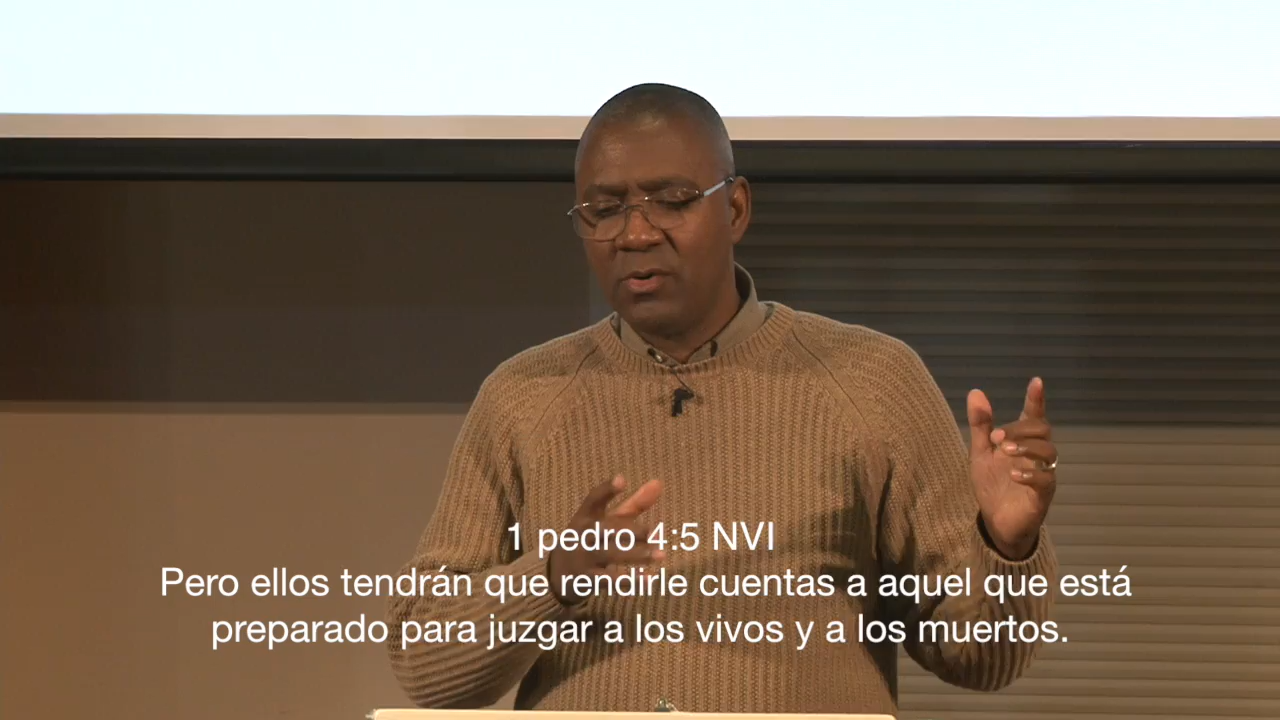 1 pedro 4:5 NVI
Pero ellos tendrán que rendirle cuentas a aquel que está
preparado para juzgar a los vivos y a los muertos.